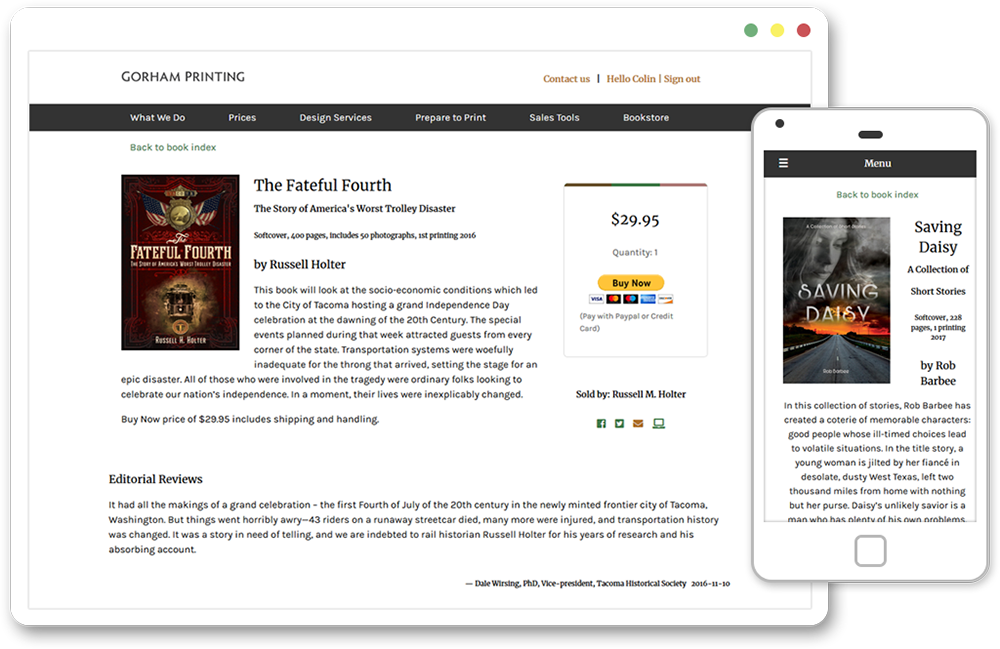 GORHAM PRINTING
Contact us | Hello Colin | Sign out
What We Do Prices Design Services Prepare to Print Sales Tools Bookstore
Back to book index
The
FATEFUL FOURTH
THE STORY OF AMERICA'S WORST TROLLEY DISASTER
RUSSELL H. HOLTER
The Fateful Fourth
The Story of America's Worst Trolley Disaster
Softcover, 400 pages, includes 50 photographs, 1st printing 2016
by Russell Holter
This book will look at the socio-economic conditions which led
to the City of Tacoma hosting a grand Independence Day
celebration at the dawning of the 20th Century. The special
events planned during that week attracted guests from every
corner of the state. Transportation systems were woefully
inadequate for the throng that arrived, setting the stage for an
epic disaster. All of those who were involved in the tragedy were ordinary folks looking to
celebrate our nation's independence. In a moment, their lives were inexplicably changed.
Buy Now price of $29.95 includes shipping and handling.
$29.95
Quantity: 1
Buy Now
VISA
(Pay with Paypal or Credit
Card)
Sold by: Russell M. Holter
Editorial Reviews
It had all the makings of a grand celebration – the first Fourth of July of the 20th century in the newly minted frontier city of Tacoma,
Washington. But things went horribly awry—43 riders on a runaway streetcar died, many more were injured, and transportation history
was changed. It was a story in need of telling, and we are indebted to rail historian Russell Holter for his years of research and his
absorbing account.
— Dale Wirsing, PhD, Vice-president, Tacoma Historical Society 2016-11-10
Menu
Back to book index
A Collection of Short Stories
SAVING
DAISY
Rob Barbee
Saving
Daisy
A Collection of
Short Stories
Softcover, 228
pages, 1 printing
2017
by Rob
Barbee
In this collection of stories, Rob Barbee has
created a coterie of memorable characters:
good people whose ill-timed choices lead
to volatile situations. In the title story, a
young woman is jilted by her fiancé in
desolate, dusty West Texas, left two
thousand miles from home with nothing
but her purse. Daisy's unlikely savior is a
man who has plenty of his own problems.